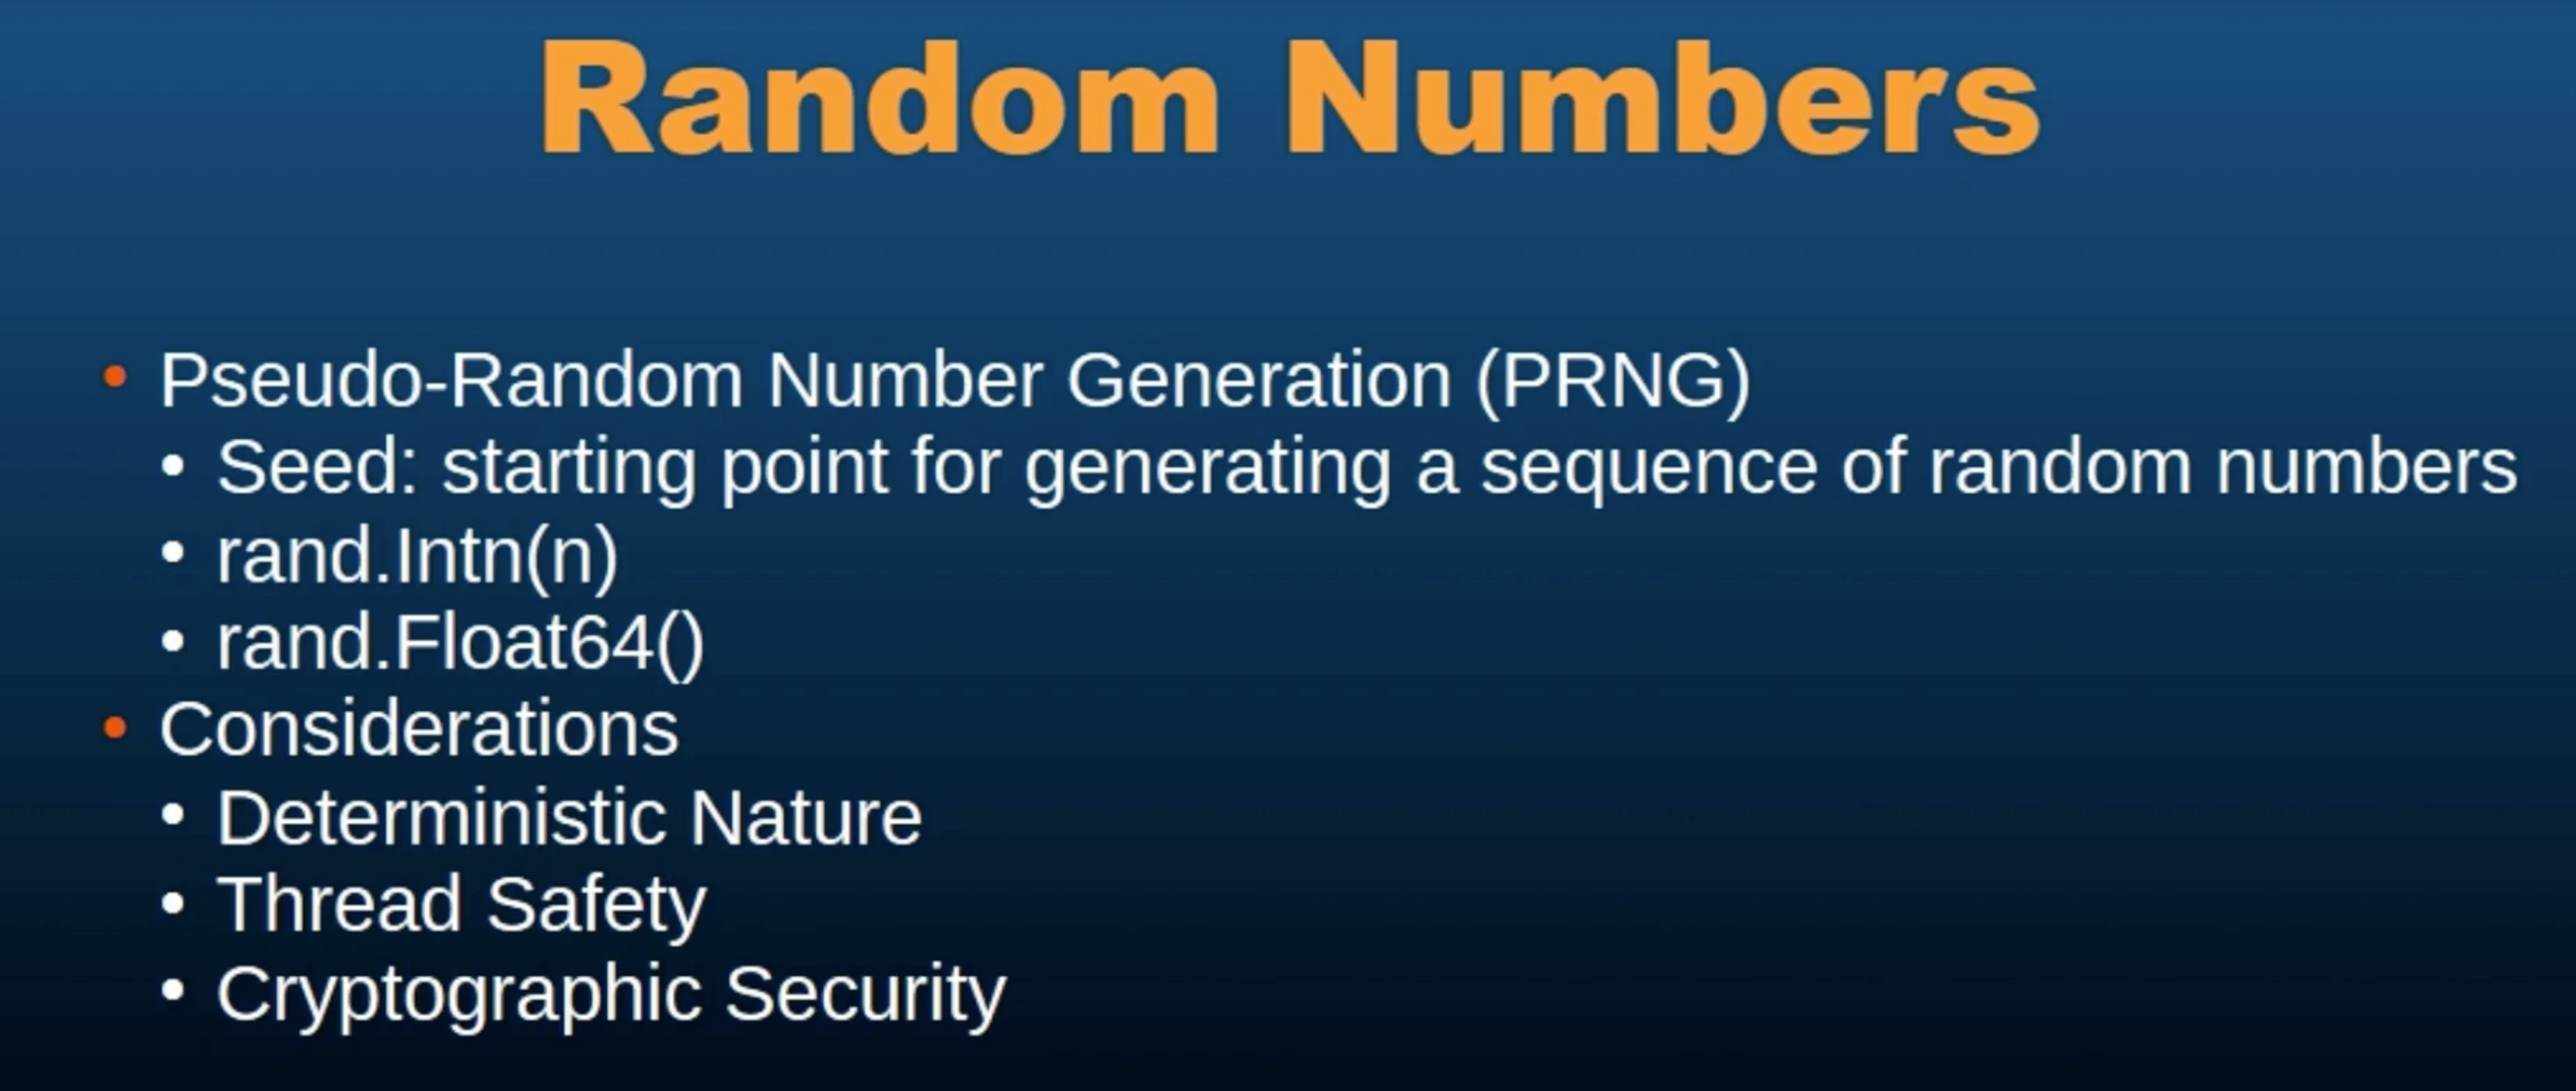 Random Numbers
• Pseudo-Random Number Generation (PRNG)
• Seed: starting point for generating a sequence of random numbers
• rand.Intn(n)
• rand.Float64()
• Considerations
• Deterministic Nature
• Thread Safety
• Cryptographic Security